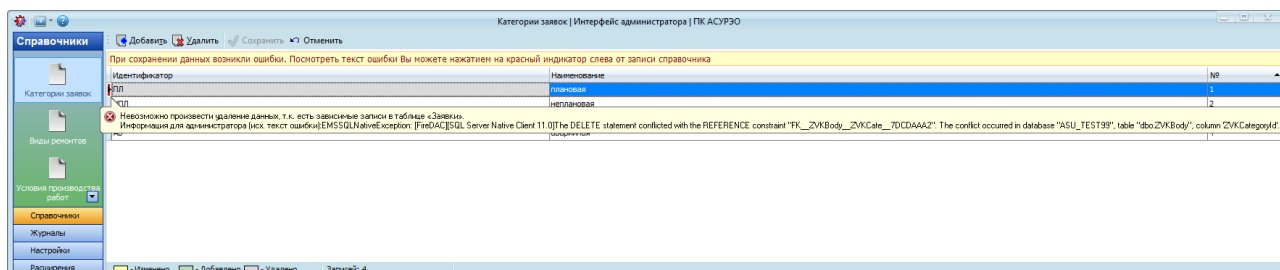 Категории заявок | Интерфейс администратора | ПК АСУРЭО
Справочники
Добавить Удалить Сохранить Отменить
При сохранении данных возникли ошибки. Посмотреть текст ошибки Вы можете нажатием на красный индикатор слева от записи справочника
Идентификатор Наименование №
ПЛ плановая 1
неплановая 2
Категории заявок
Невозможно произвести удаление данных, т.к. есть зависимые записи в таблице «Заявки».
Информация для администратора (исх. текст ошибки):EMSSQLNativeException: [FireDAC][SQL Server Native Client 11.0]The DELETE statement conflicted with the REFERENCE constraint "FK__ZVKBody__ZVKCate__7DCDAAA2". The conflict occurred in database "ASU_TEST99", table "dbo.ZVKBody", column 'ZVKCategoryId'.
Виды ремонтов
Условия производства
работ
Справочники
Журналы
Настройки
Расширения
- Изменено - Добавлено - Удалено Записей: 4